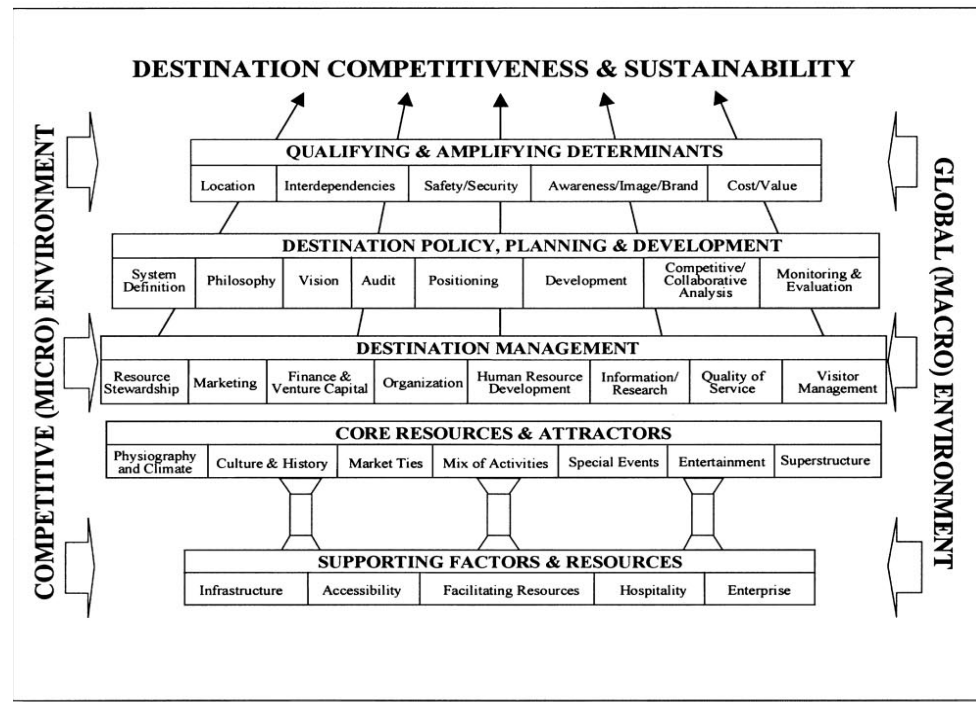 DESTINATION COMPETITIVENESS & SUSTAINABILITY
COMPETITIVE (MICRO) ENVIRONMENT
GLOBAL (MACRO) ENVIRONMENT
QUALIFYING & AMPLIFYING DETERMINANTS
Location Interdependencies Safety/Security Awareness/Image/Brand Cost/Value
DESTINATION POLICY, PLANNING & DEVELOPMENT
System
Definition
Philosophy
Vision
Audit
Positioning
Development
Competitive/
Collaborative
Analysis
Monitoring &
Evaluation
DESTINATION MANAGEMENT
Resource
Stewardship
Marketing
Finance &
Venture Capital
Organization
Human Resource
Development
Information/
Research
Quality of
Service
Visitor
Management
CORE RESOURCES & ATTRACTORS
Physiography
and Climate
Culture & History
Market Ties
Mix of Activities
Special Events
Entertainment
Superstructure
SUPPORTING FACTORS & RESOURCES
Infrastructure Accessibility Facilitating Resources Hospitality Enterprise